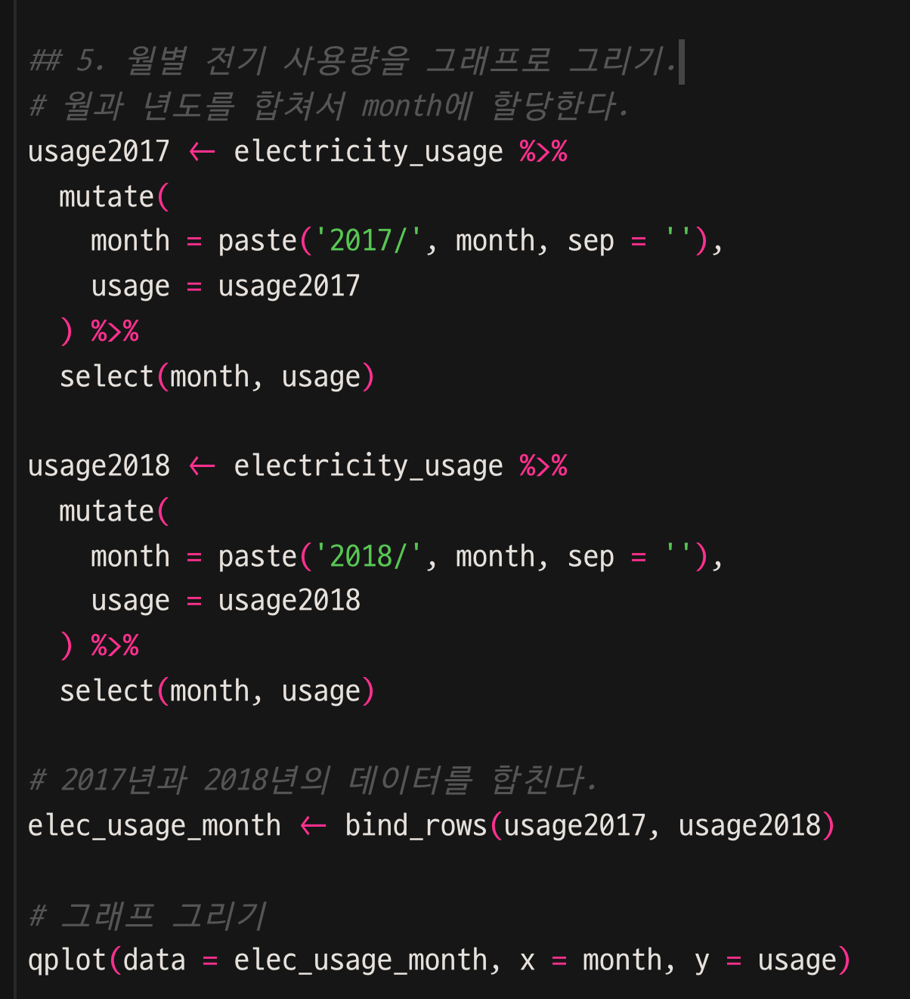 ## 5. 월별 전기 사용량을 그래프로 그리기.
# 월과 년도를 합쳐서 month에 할당한다.
usage2017 <- electricity_usage %>%
  mutate(
    month = paste('2017/', month, sep = ''),
    usage = usage2017
  ) %>%
  select(month, usage)

usage2018 <- electricity_usage %>%
  mutate(
    month = paste('2018/', month, sep = ''),
    usage = usage2018
  ) %>%
  select(month, usage)

# 2017년과 2018년의 데이터를 합친다.
elec_usage_month <- bind_rows(usage2017, usage2018)

# 그래프 그리기
qplot(data = elec_usage_month, x = month, y = usage)